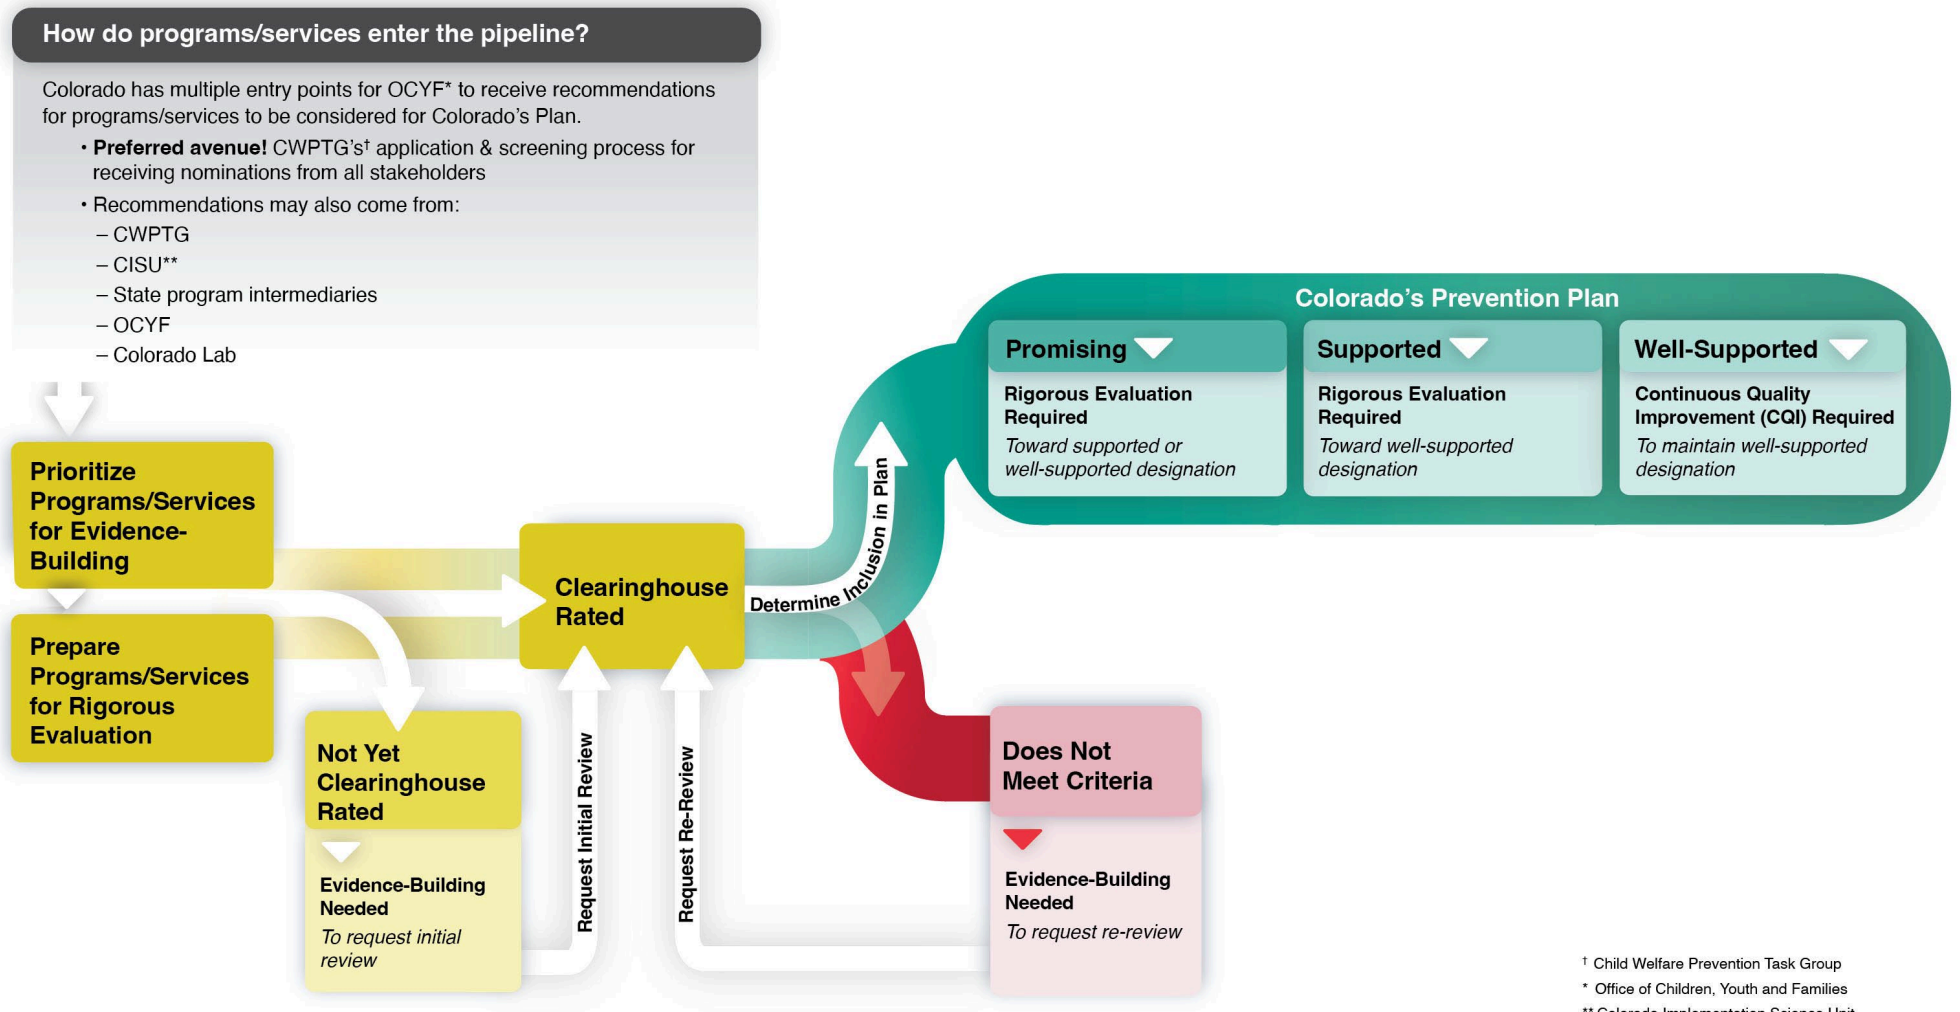 How do programs/services enter the pipeline?
Colorado has multiple entry points for OCYF* to receive recommendations
for programs/services to be considered for Colorado's Plan.
• Preferred avenue! CWPTG's† application & screening process for
receiving nominations from all stakeholders
• Recommendations may also come from:
– CWPTG
– CISU**
– State program intermediaries
– OCYF
– Colorado Lab
Prioritize
Programs/Services
for Evidence-
Building
Prepare
Programs/Services
for Rigorous
Evaluation
Not Yet
Clearinghouse
Rated
Evidence-Building
Needed
To request initial
review
Request Initial Review
Clearinghouse
Rated
Request Re-Review
Determine Inclusion in Plan
Colorado's Prevention Plan
Promising
Rigorous Evaluation
Required
Toward supported or
well-supported designation
Supported
Rigorous Evaluation
Required
Toward well-supported
designation
Well-Supported
Continuous Quality
Improvement (CQI) Required
To maintain well-supported
designation
Does Not
Meet Criteria
Evidence-Building
Needed
To request re-review
† Child Welfare Prevention Task Group
* Office of Children, Youth and Families
** Colorado Implementation Science Unit